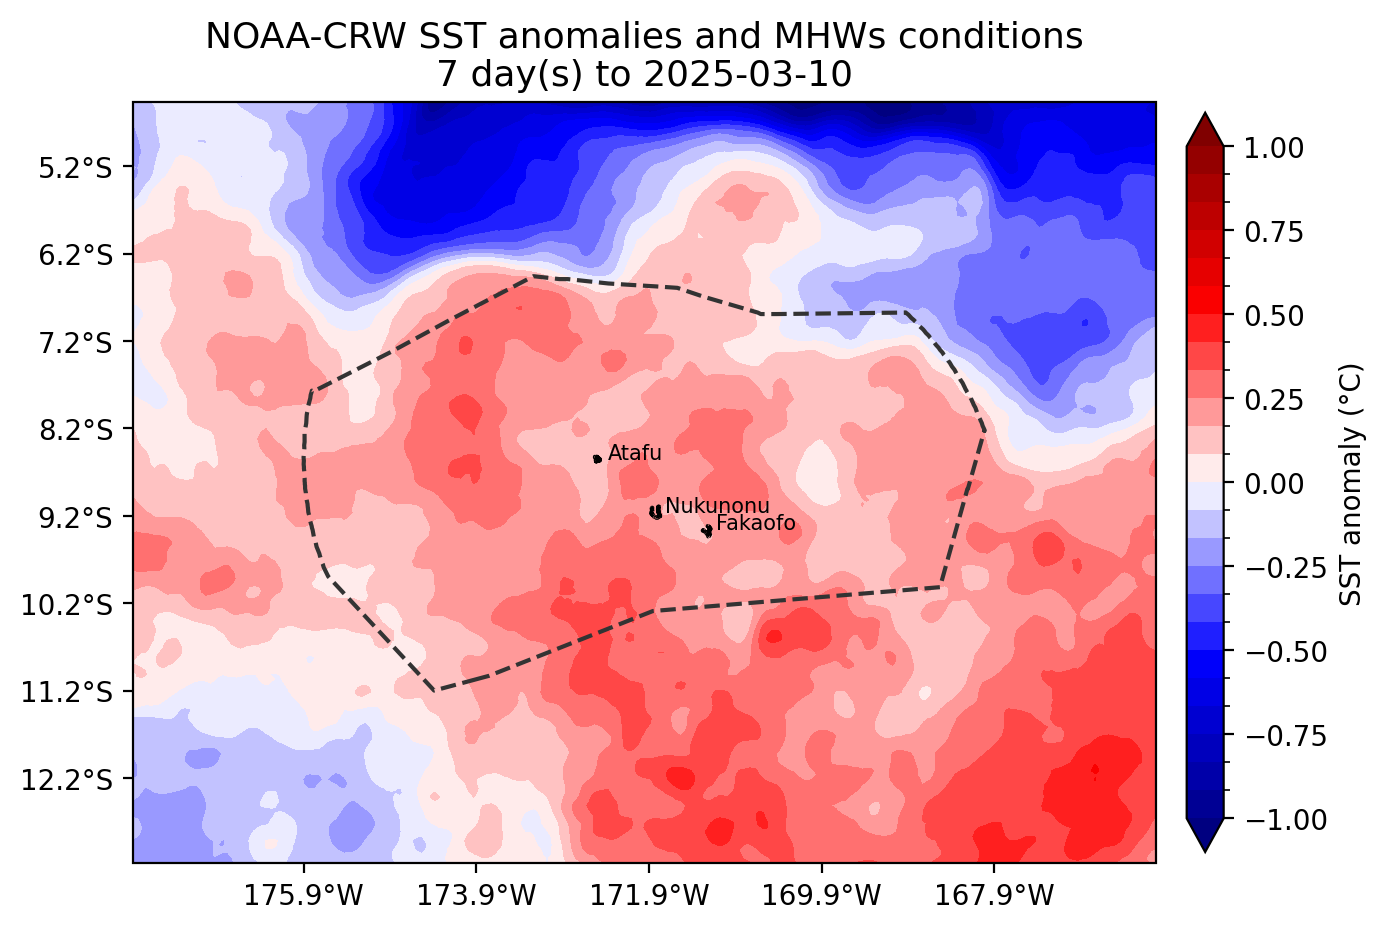 NOAA-CRW SST anomalies and MHWs conditions
7 day(s) to 2025-03-10
5.2°S
6.2°S
7.2°S
8.2°S
9.2°S
10.2°S
11.2°S
12.2°S
Atafu
Nukunonu
Fakaofo
175.9°W
173.9°W
171.9°W
169.9°W
167.9°W
1.00
0.75
0.50
0.25
0.00
−0.25
−0.50
−0.75
−1.00
SST anomaly (°C)